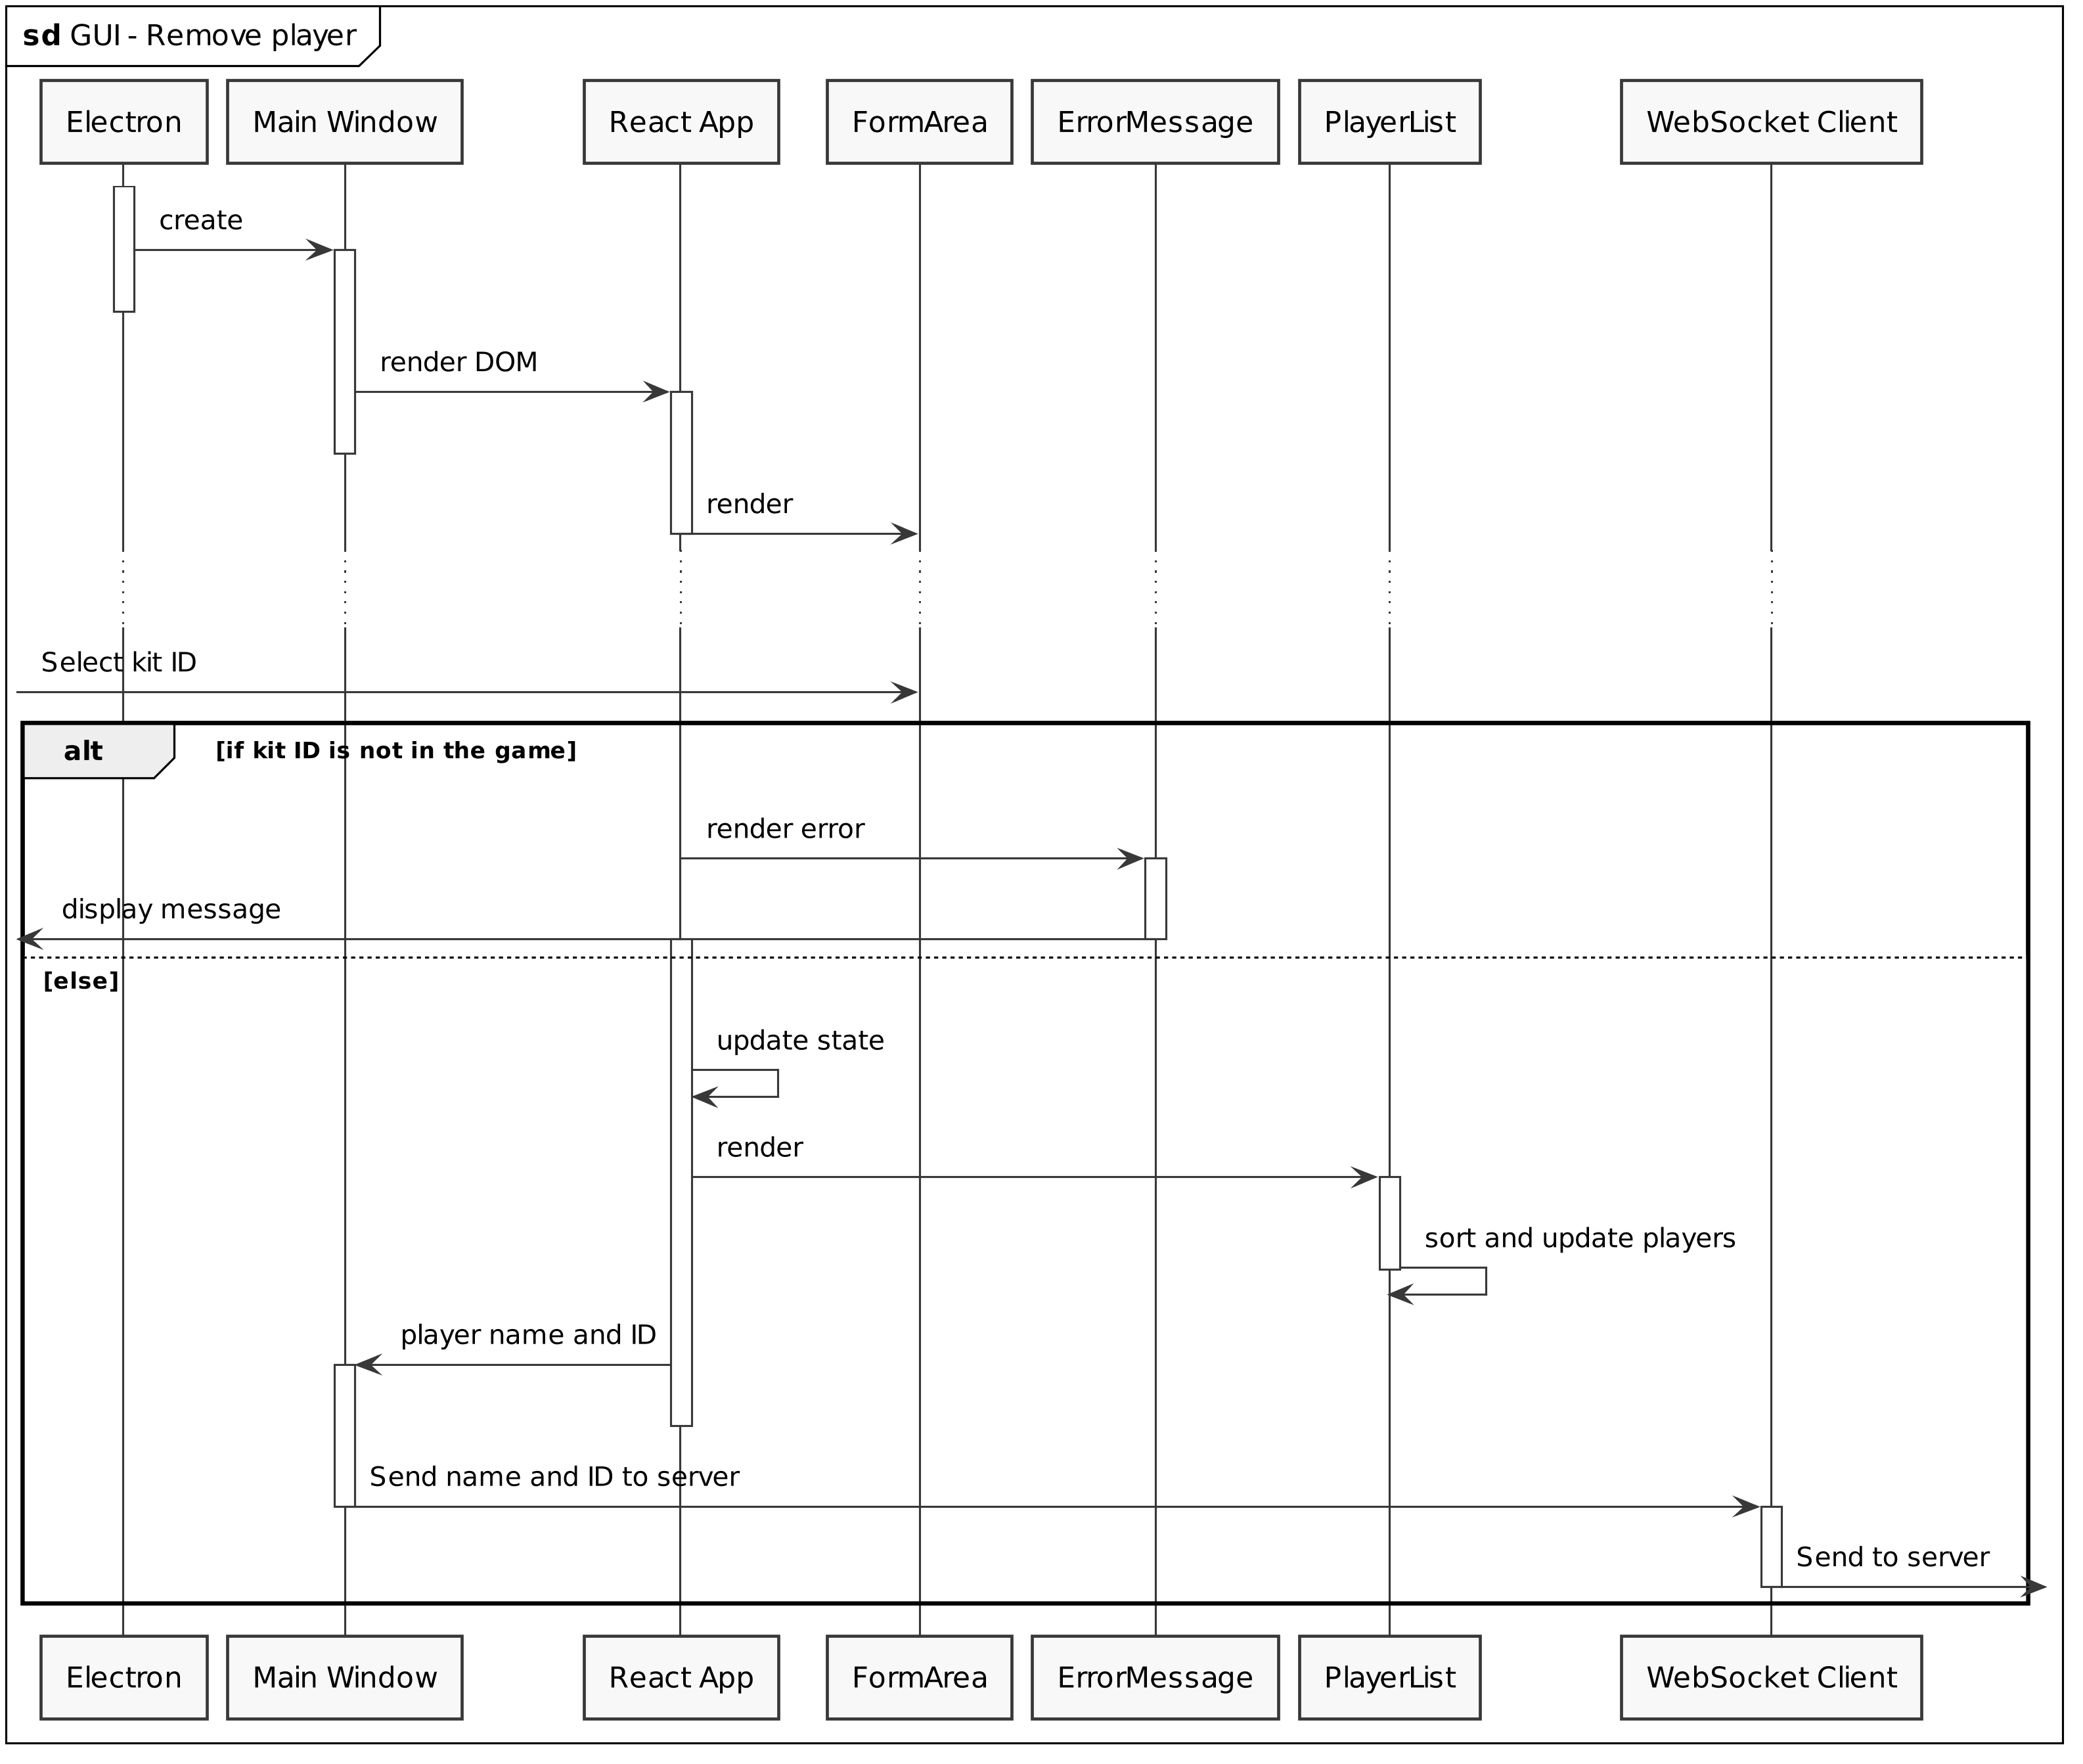 sd GUI - Remove player
Electron
Main Window
React App
FormArea
ErrorMessage
PlayerList
WebSocket Client
create
render DOM
render
Select kit ID
alt
[if kit ID is not in the game]
render error
display message
[else]
update state
render
sort and update players
player name and ID
Send name and ID to server
Send to server
Electron
Main Window
React App
FormArea
ErrorMessage
PlayerList
WebSocket Client